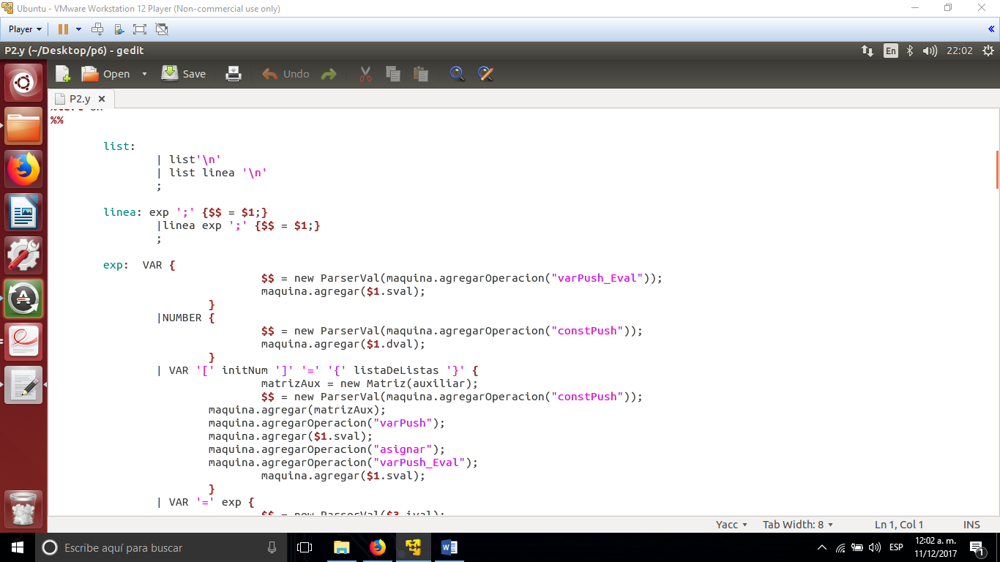 Ubuntu - VMware Workstation 12 Player (Non-commercial use only)
Player
P2.y (~/Desktop/p6) - gedit
En
22:02
Open
Save
Undo
P2.y
%%
list:
| list'\n'
| list linea '\n'
;
linea: exp ';' {$$ = $1;}
|linea exp ';' {$$ = $1;}
;
exp:  VAR {
$$ = new ParserVal(maquina.agregarOperacion("varPush_Eval"));
maquina.agregar($1.sval);
}
|NUMBER {
$$ = new ParserVal(maquina.agregarOperacion("constPush"));
maquina.agregar($1.dval);
}
| VAR '[' initNum ']' '=' '{' listaDeListas '}' {
matrizAux = new Matriz(auxiliar);
$$ = new ParserVal(maquina.agregarOperacion("constPush"));
maquina.agregar(matrizAux);
maquina.agregarOperacion("varPush");
maquina.agregar($1.sval);
maquina.agregarOperacion("asignar");
maquina.agregarOperacion("varPush_Eval");
maquina.agregar($1.sval);
}
| VAR '=' exp {
$$ = new ParserVal($3.ival);
Yacc
Tab Width: 8
Ln 1, Col 1
INS
Escribe aquí para buscar
ESP
12:02 a. m.
11/12/2017
1